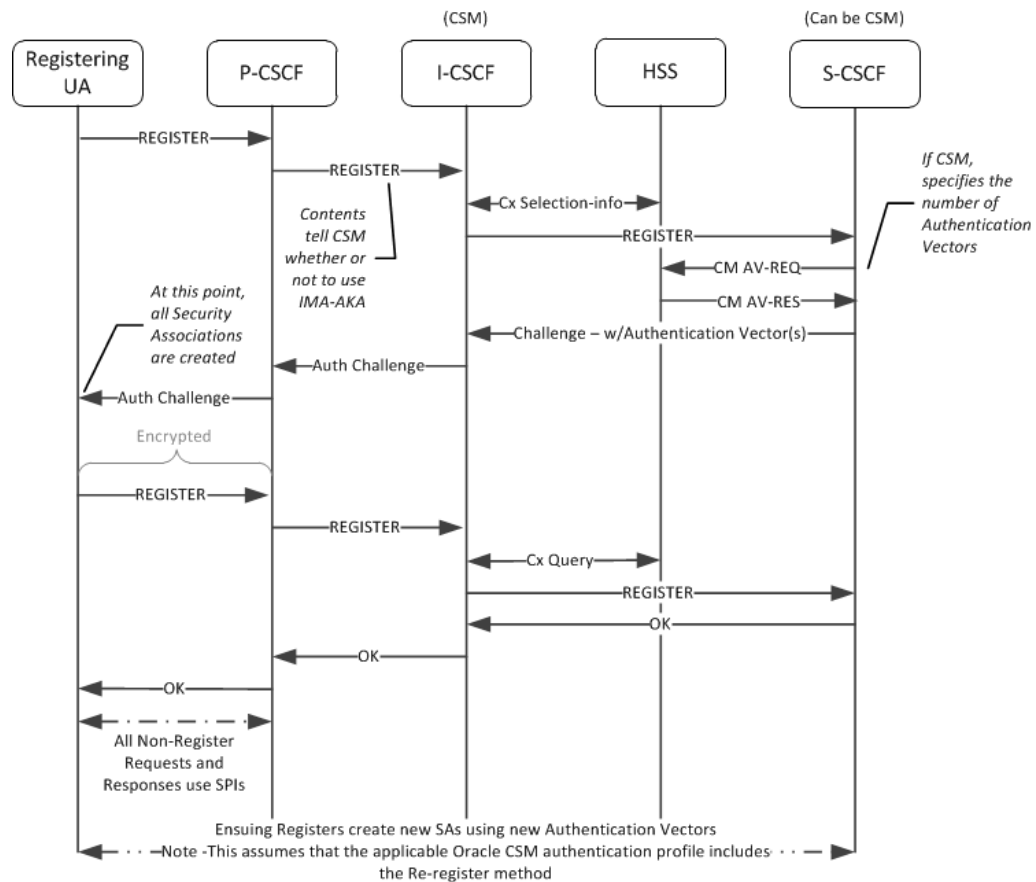 (CSM)
(Can be CSM)
Registering
UA
P-CSCF
I-CSCF
HSS
S-CSCF
REGISTER
REGISTER
If CSM,
specifies the
number of
Authentication
Vectors
Cx Selection-info
Contents
tell CSM
whether or
not to use
IMA-AKA
REGISTER
CM AV-REQ
CM AV-RES
At this point,
all Security
Associations
are created
Challenge – w/Authentication Vector(s)
Auth Challenge
Auth Challenge
Encrypted
REGISTER
REGISTER
Cx Query
REGISTER
OK
OK
OK
All Non-Register
Requests and
Responses use SPIs
Ensuing Registers create new SAs using new Authentication Vectors
Note -This assumes that the applicable Oracle CSM authentication profile includes
the Re-register method